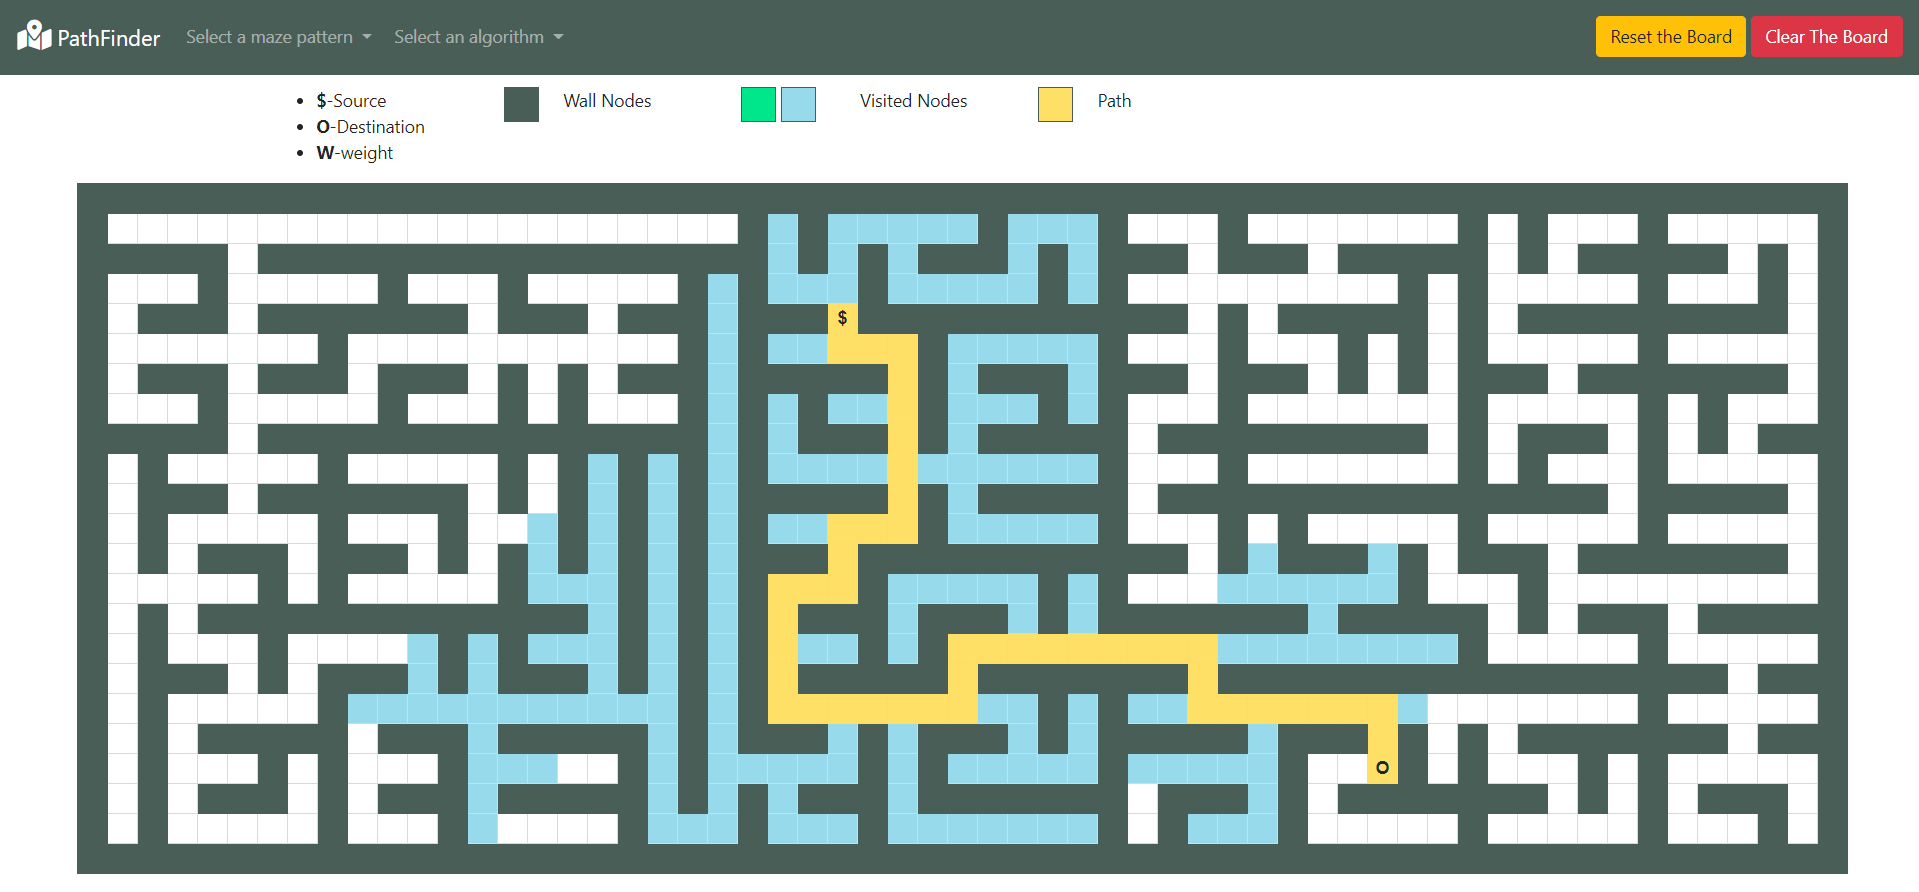 PathFinder Select a maze pattern Select an algorithm Reset the Board Clear The Board
$-Source Wall Nodes Visited Nodes Path
O-Destination
W-weight
$
O